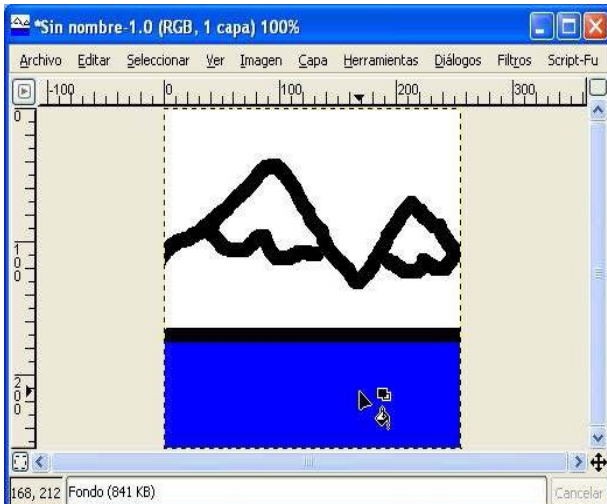 *Sin nombre-1.0 (RGB, 1 capa) 100%
Archivo Editar Seleccionar Ver Imagen Capa Herramientas Diálogos Filtros Script-Fu
-100 0 100 200 300
0
100
200
168, 212 Fondo (841 KB) Cancelar